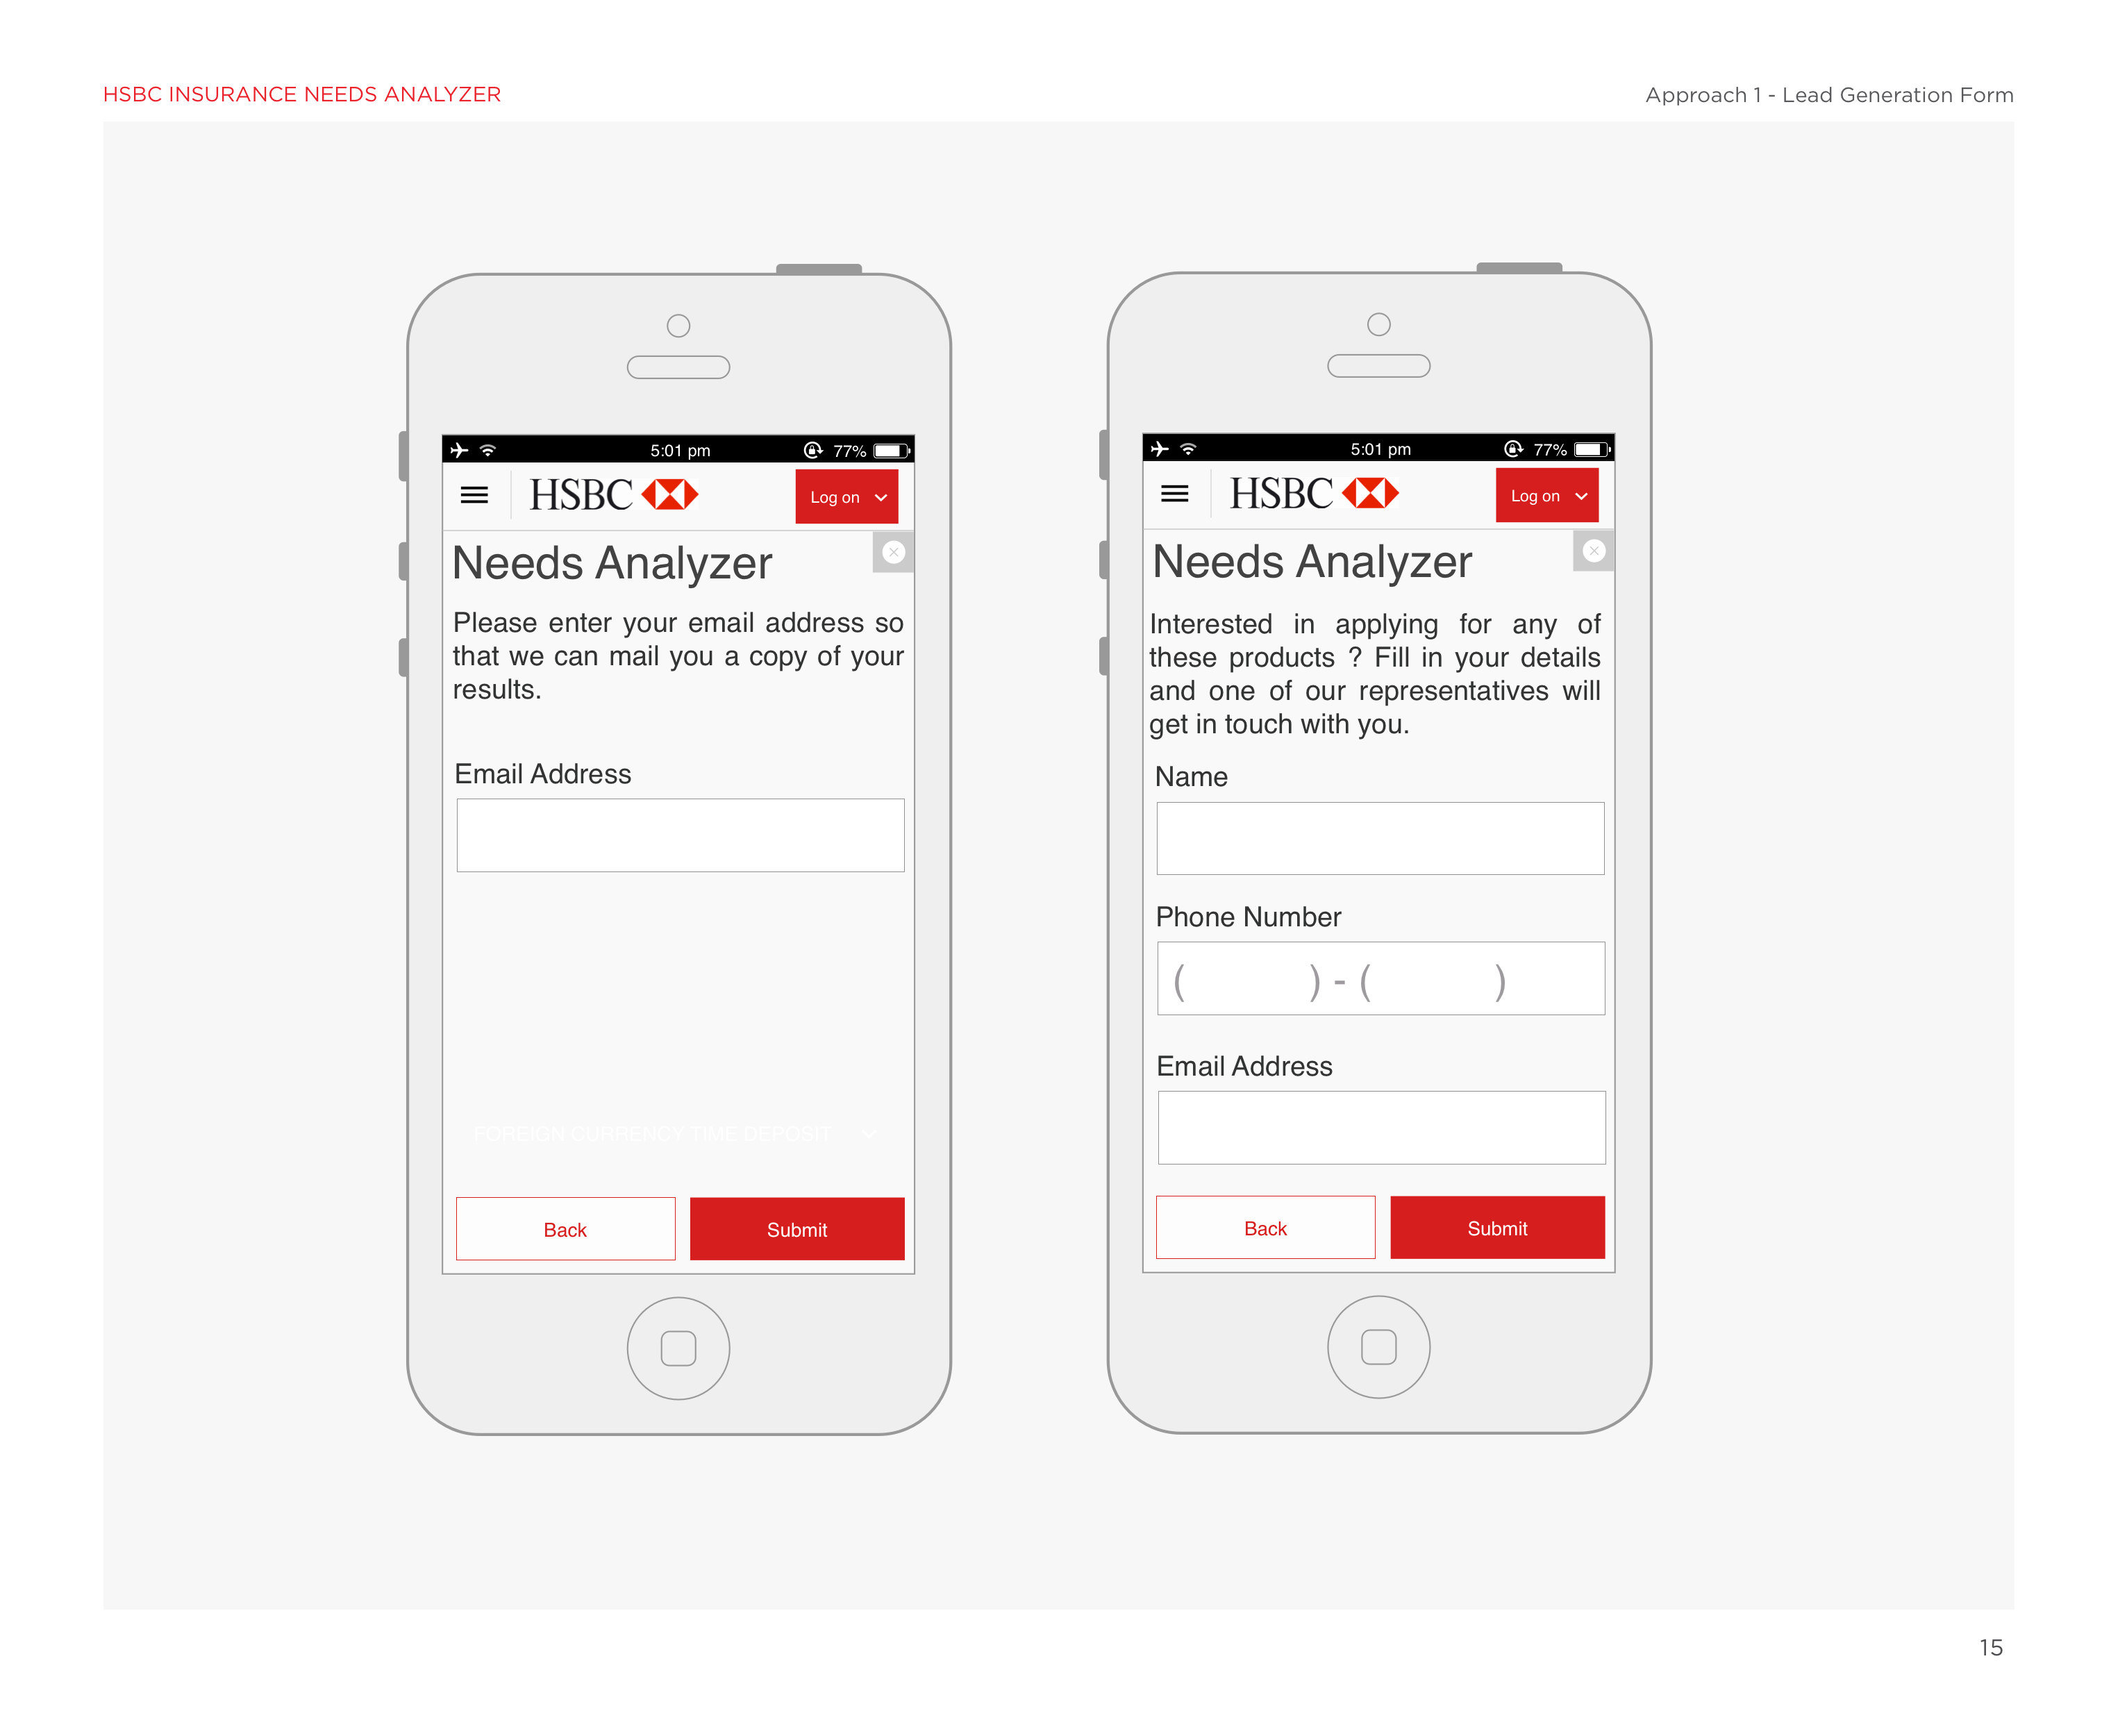 HSBC INSURANCE NEEDS ANALYZER
Approach 1 - Lead Generation Form
5:01 pm
77%
HSBC
Log on
Needs Analyzer
Please enter your email address so
that we can mail you a copy of your
results.
Email Address
FOREIGN CURRENCY TIME DEPOSIT
Back
Submit
5:01 pm
77%
HSBC
Log on
Needs Analyzer
Interested in applying for any of
these products ? Fill in your details
and one of our representatives will
get in touch with you.
Name
Phone Number
( ) - ( )
Email Address
Back
Submit
15